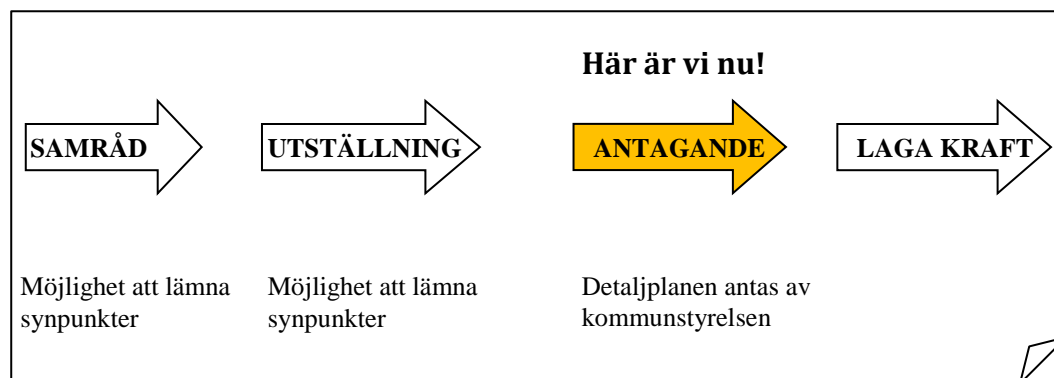 Här är vi nu!
SAMRÅD
UTSTÄLLNING
ANTAGANDE
LAGA KRAFT
Möjlighet att lämna
synpunkter
Möjlighet att lämna
synpunkter
Detaljplanen antas av
kommunstyrelsen